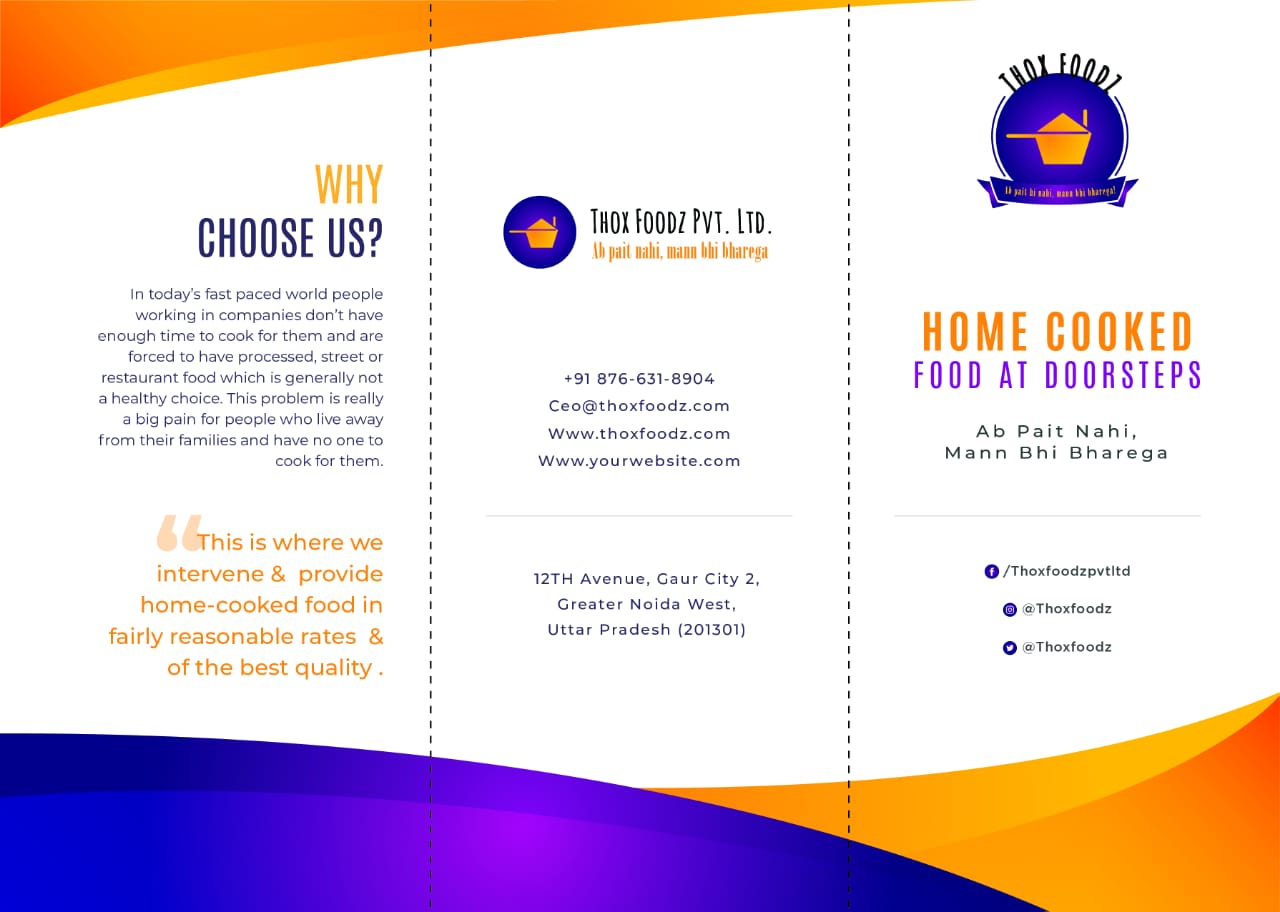 WHY
CHOOSE US?
In today's fast paced world people
working in companies don't have
enough time to cook for them and are
forced to have processed, street or
restaurant food which is generally not
a healthy choice. This problem is really
a big pain for people who live away
from their families and have no one to
cook for them.
“This is where we
intervene &  provide
home-cooked food in
fairly reasonable rates  &
of the best quality .
Thox Foodz Pvt. Ltd.
Ab pait nahi, mann bhi bharega
+91 876-631-8904
Ceo@thoxfoodz.com
Www.thoxfoodz.com
Www.yourwebsite.com
12TH Avenue, Gaur City 2,
Greater Noida West,
Uttar Pradesh (201301)
THOX FOODZ
Ab pait hi nahi, mann bhi bharega!
HOME COOKED
FOOD AT DOORSTEPS
Ab Pait Nahi,
Mann Bhi Bharega
/Thoxfoodzpvtltd
@Thoxfoodz
@Thoxfoodz